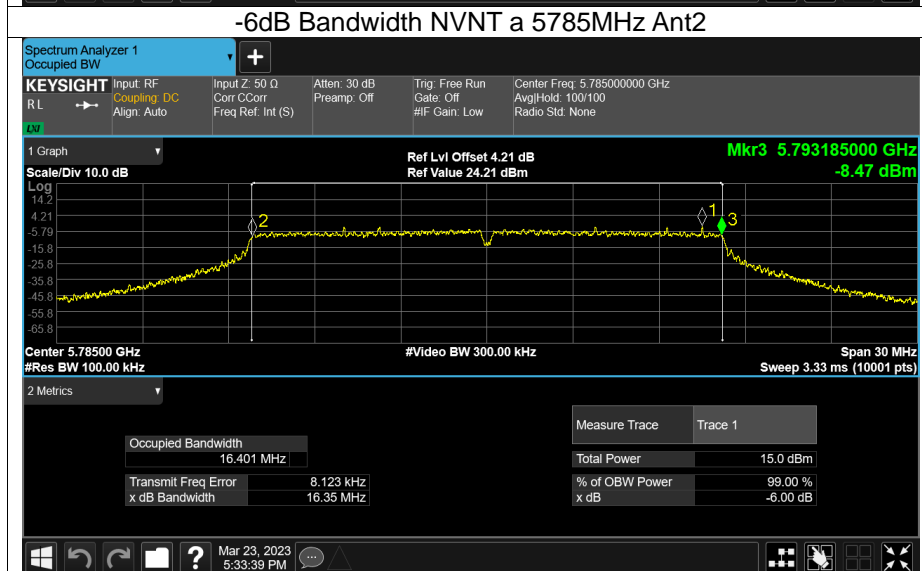 -6dB Bandwidth NVNT a 5785MHz Ant2
Spectrum Analyzer 1
Occupied BW
+
KEYSIGHT Input: RF Input Z: 50 Ω Atten: 30 dB Trig: Free Run Center Freq: 5.785000000 GHz
RL Coupling: DC Corr CCorr Preamp: Off Gate: Off Avg|Hold: 100/100
Align: Auto Freq Ref: Int (S) #IF Gain: Low Radio Std: None
LXI
1 Graph Ref Lvl Offset 4.21 dB Mkr3 5.793185000 GHz
Scale/Div 10.0 dB Ref Value 24.21 dBm -8.47 dBm
Log
14.2
4.21
-5.79
-15.8
-25.8
-35.8
-45.8
-55.8
-65.8
2
1
3
Center 5.78500 GHz #Video BW 300.00 kHz Span 30 MHz
#Res BW 100.00 kHz Sweep 3.33 ms (10001 pts)
2 Metrics
Measure Trace Trace 1
Occupied Bandwidth
16.401 MHz Total Power 15.0 dBm
Transmit Freq Error 8.123 kHz % of OBW Power 99.00 %
x dB Bandwidth 16.35 MHz x dB -6.00 dB
? Mar 23, 2023
5:33:39 PM